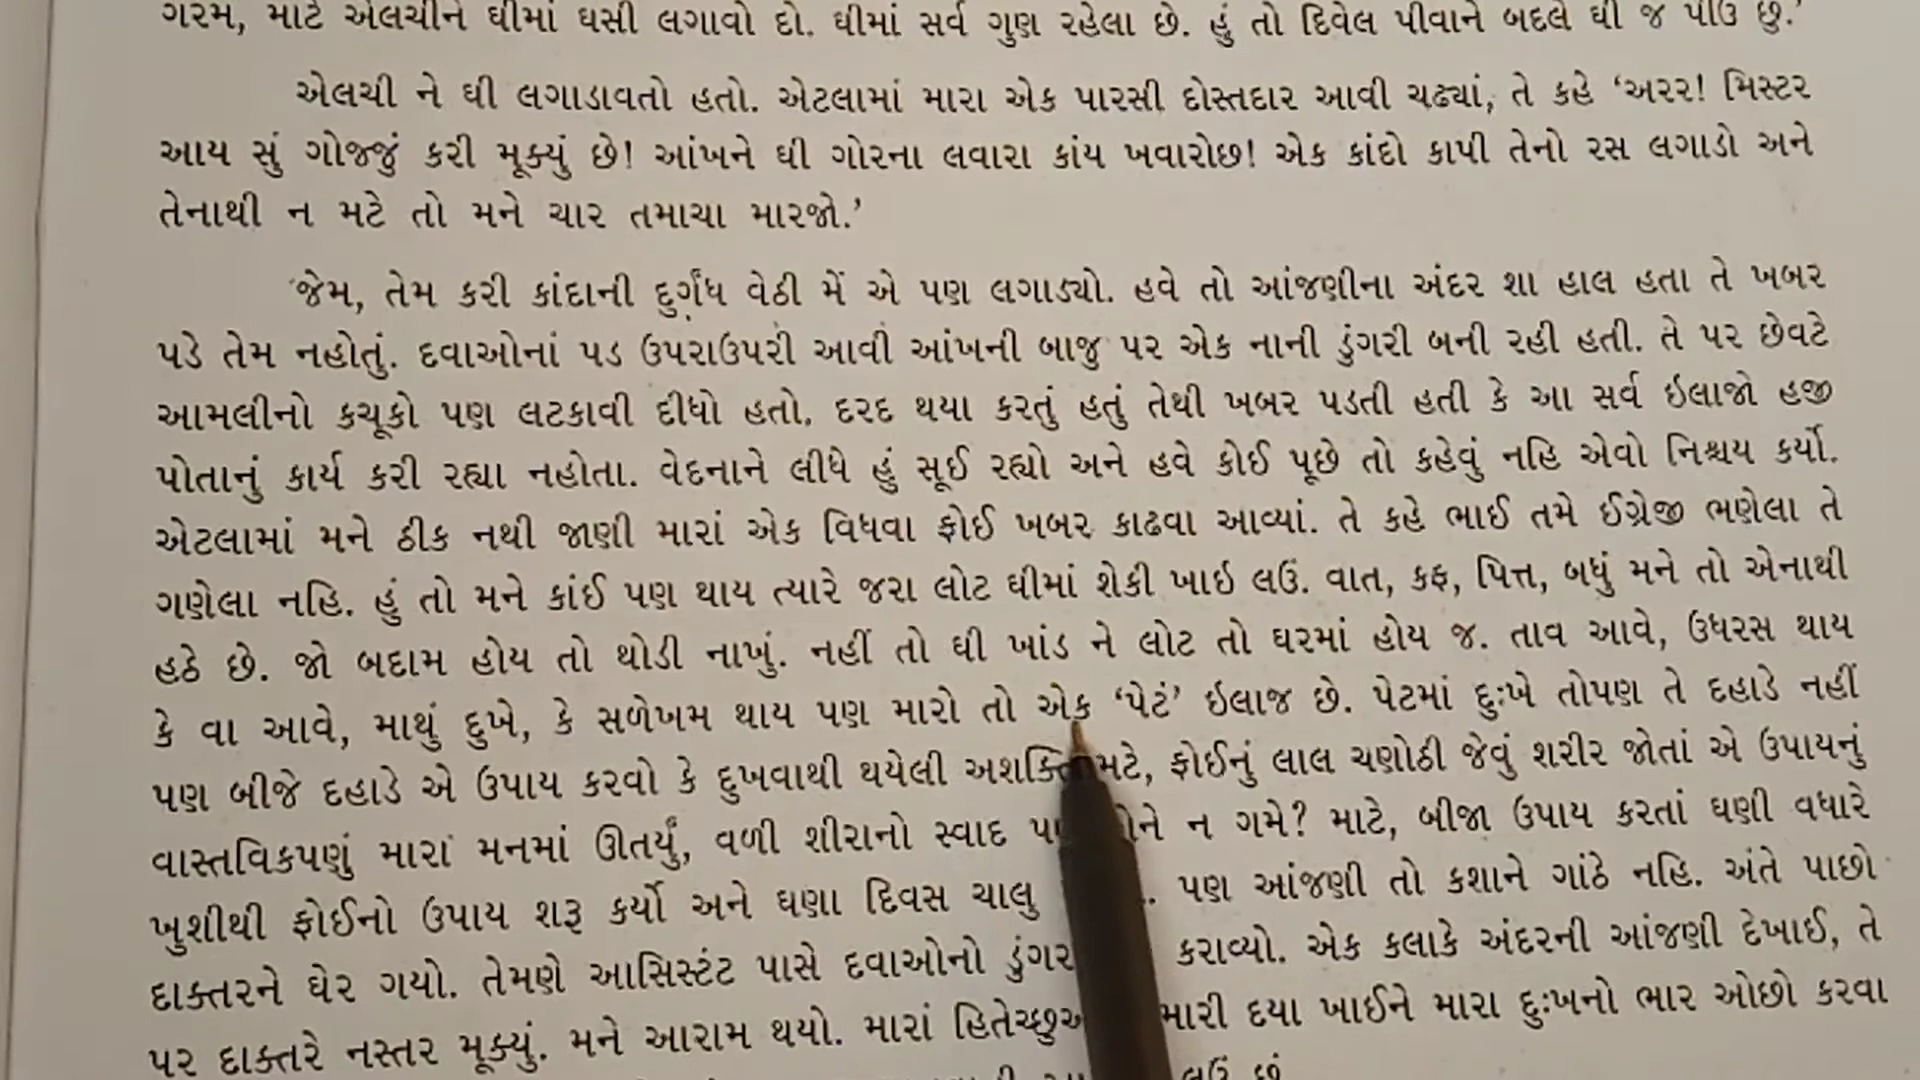 ગરમ, માટે એલચીને ઘીમાં ઘસી લગાવો દો. ઘીમાં સર્વ ગુણ રહેલા છે. હું તો દિવેલ પીવાને બદલે ઘી જ પીઉં છું.’
એલચી ને ઘી લગાડાવતો હતો. એટલામાં મારા એક પારસી દોસ્તદાર આવી ચઢ્યાં, તે કહે ‘અરર! મિસ્ટર
આય સું ગોજ્જું કરી મૂક્યું છે! આંખને ઘી ગોરના લવારા કાંય ખવારોછ! એક કાંદો કાપી તેનો રસ લગાડો અને
તેનાથી ન મટે તો મને ચાર તમાચા મારજો.’
‘જેમ, તેમ કરી કાંદાની દુર્ગંધ વેઠી મેં એ પણ લગાડ્યો. હવે તો આંજણીના અંદર શા હાલ હતા તે ખબર
પડે તેમ નહોતું. દવાઓનાં પડ ઉપરાઉપરી આવી આંખની બાજુ પર એક નાની ડુંગરી બની રહી હતી. તે પર છેવટે
આમલીનો કચૂકો પણ લટકાવી દીધો હતો, દરદ થયા કરતું હતું તેથી ખબર પડતી હતી કે આ સર્વ ઇલાજો હજી
પોતાનું કાર્ય કરી રહ્યા નહોતા. વેદનાને લીધે હું સૂઈ રહ્યો અને હવે કોઈ પૂછે તો કહેવું નહિ એવો નિશ્ચય કર્યો.
એટલામાં મને ઠીક નથી જાણી મારાં એક વિધવા ફોઈ ખબર કાઢવા આવ્યાં. તે કહે ભાઈ તમે ઈંગ્રેજી ભણેલા તે
ગણેલા નહિ. હું તો મને કાંઈ પણ થાય ત્યારે જરા લોટ ઘીમાં શેકી ખાઇ લઉં. વાત, કફ, પિત્ત, બધું મને તો એનાથી
હઠે છે. જો બદામ હોય તો થોડી નાખું. નહીં તો ઘી ખાંડ ને લોટ તો ઘરમાં હોય જ. તાવ આવે, ઉધરસ થાય
કે વા આવે, માથું દુખે, કે સળેખમ થાય પણ મારો તો એક ‘પેટં’ ઇલાજ છે. પેટમાં દુઃખે તોપણ તે દહાડે નહીં
પણ બીજે દહાડે એ ઉપાય કરવો કે દુખવાથી થયેલી અશક્તિ મટે, ફોઈનું લાલ ચણોઠી જેવું શરીર જોતાં એ ઉપાયનું
વાસ્તવિકપણું મારાં મનમાં ઊતર્યું, વળી શીરાનો સ્વાદ ન ગમે? માટે, બીજા ઉપાય કરતાં ઘણી વધારે
ખુશીથી ફોઈનો ઉપાય શરૂ કર્યો અને ઘણા દિવસ ચાલુ પણ આંજણી તો કશાને ગાંઠે નહિ. અંતે પાછો
દાક્તરને ઘેર ગયો. તેમણે આસિસ્ટંટ પાસે દવાઓનો ડુંગર કરાવ્યો. એક કલાકે અંદરની આંજણી દેખાઈ, તે
પર દાક્તરે નસ્તર મૂક્યું. મને આરામ થયો. મારાં મારી દયા ખાઈને મારા દુઃખનો ભાર ઓછો કરવા